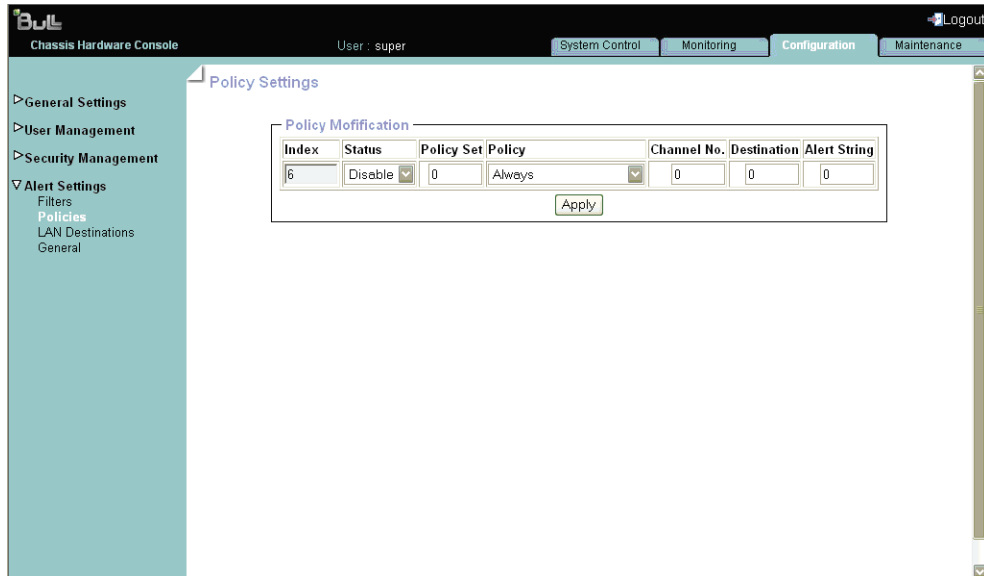 Bull
Logout
Chassis Hardware Console
User : super
System Control
Monitoring
Configuration
Maintenance
General Settings
User Management
Security Management
Alert Settings
Filters
Policies
LAN Destinations
General
Policy Settings
Policy Mofification
Index Status Policy Set Policy Channel No. Destination Alert String
6 Disable 0 Always 0 0 0
Apply